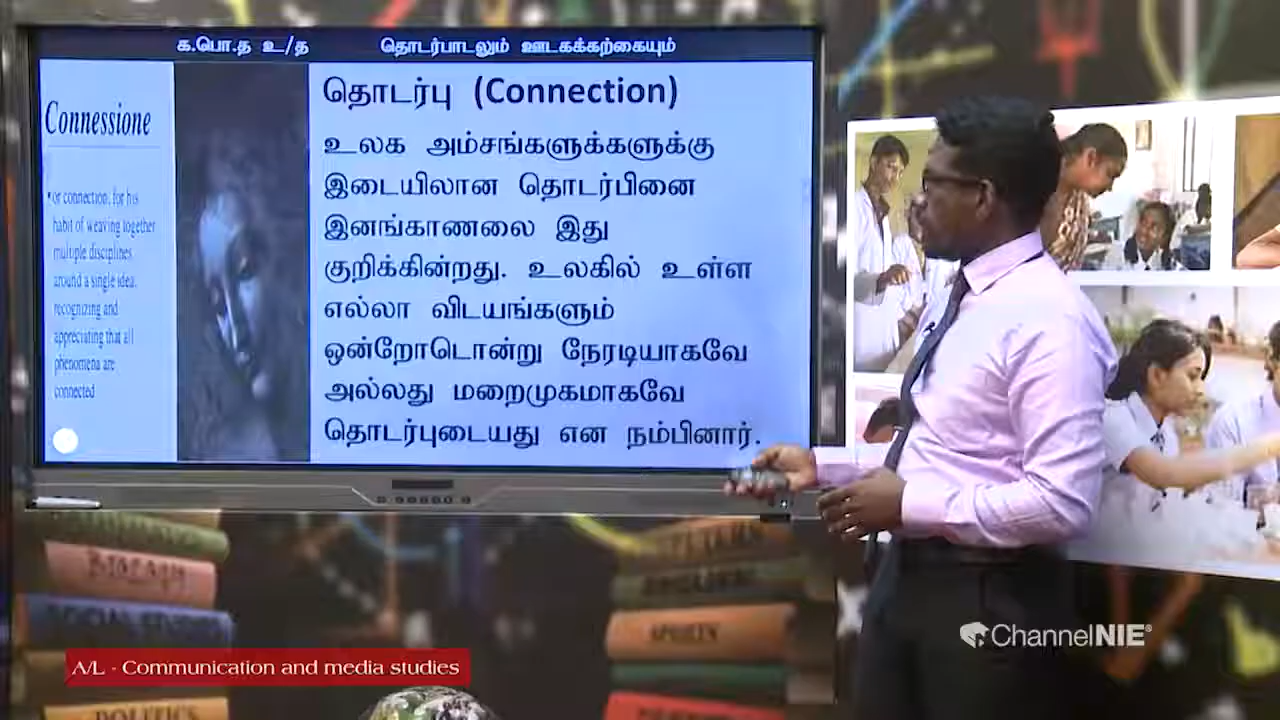 க.பொ.த உ/த தொடர்பாடலும் ஊடகக்கற்கையும்
Connessione
•or connection, for his
habit of weaving together
multiple disciplines
around a single idea.
recognizing and
appreciating that all
phenomena are
connected
தொடர்பு (Connection)
உலக அம்சங்களுக்களுக்கு
இடையிலான தொடர்பினை
இனங்காணலை இது
குறிக்கின்றது. உலகில் உள்ள
எல்லா விடயங்களும்
ஒன்றோடொன்று நேரடியாகவே
அல்லது மறைமுகமாகவே
தொடர்புடையது என நம்பினார்.
SPORTS
POLITICS
A/L - Communication and media studies
ChannelNIE®